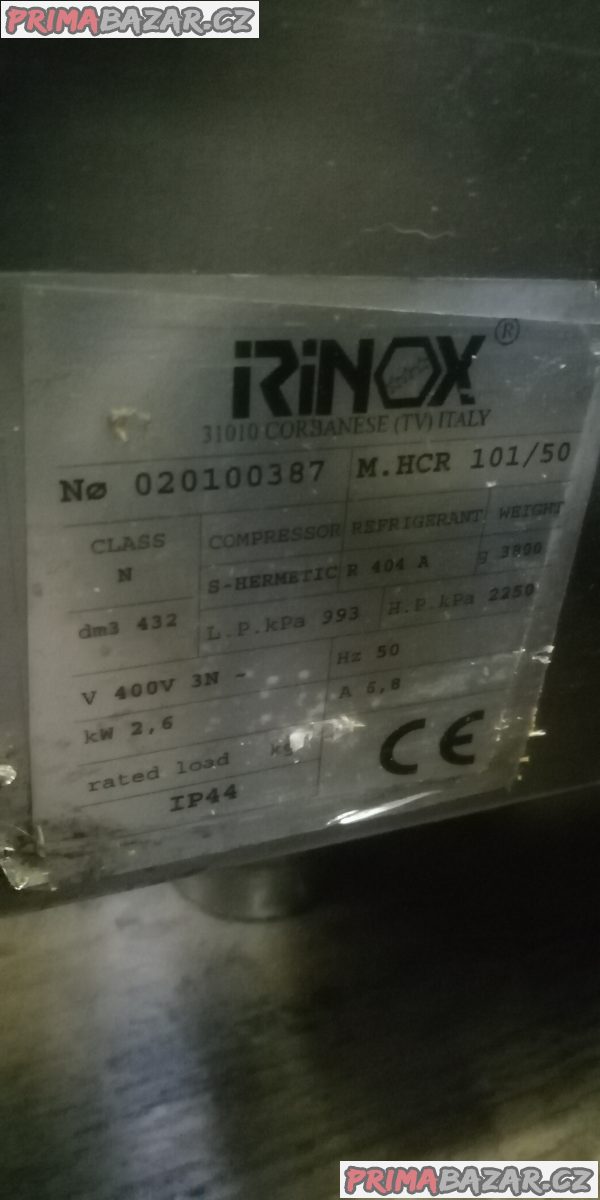 PRIMABAZAR.CZ
IRINOX ®
31010 CORBANESE (TV) ITALY
Nø 020100387 M.HCR 101/50
CLASS COMPRESSOR REFRIGERANT WEIGHT
N S-HERMETIC R 404 A g 3800
dm3 432 L.P.kPa 993 H.P.kPa 2250
V 400V 3N ~ Hz 50
kW 2,6 A 6,8
rated load kg
IP44 CE
PRIMABAZAR.CZ